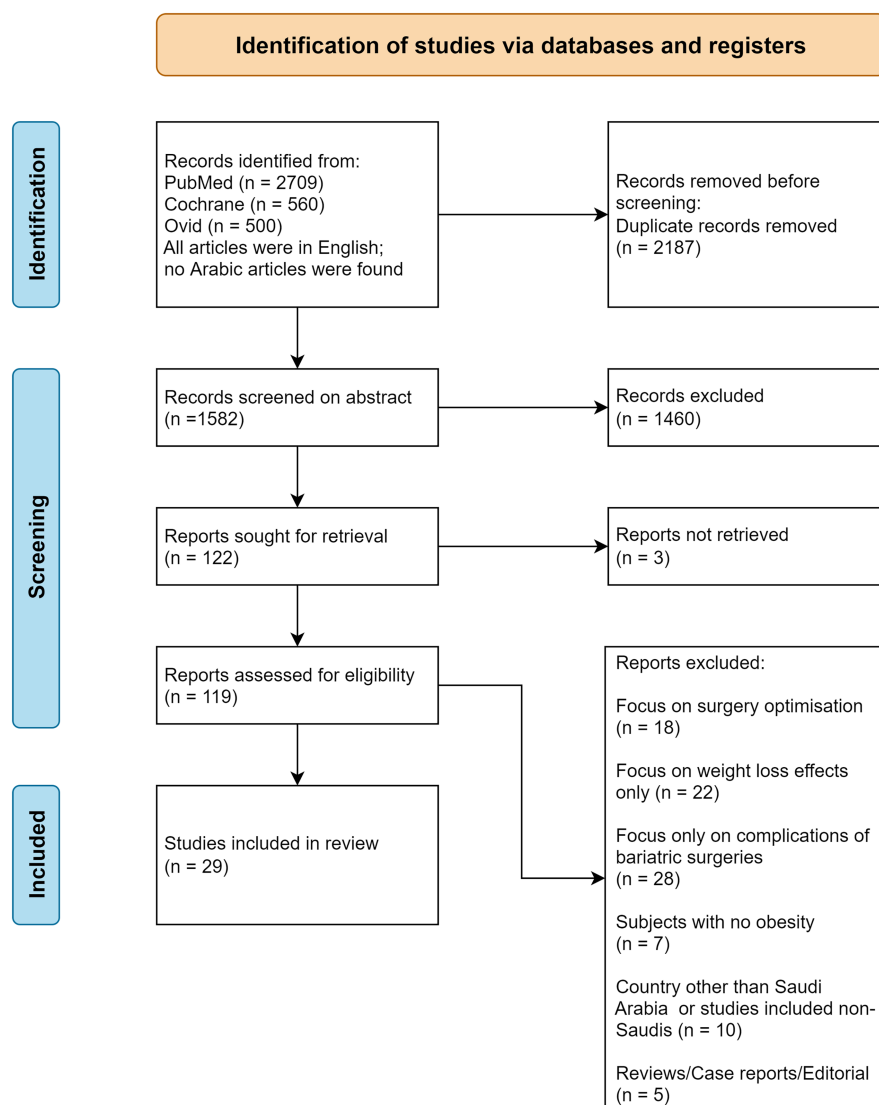 Identification of studies via databases and registers
Identification
Records identified from:
PubMed (n = 2709)
Cochrane (n = 560)
Ovid (n = 500)
All articles were in English;
no Arabic articles were found
Records removed before
screening:
Duplicate records removed
(n = 2187)
Screening
Records screened on abstract
(n =1582)
Records excluded
(n = 1460)
Reports sought for retrieval
(n = 122)
Reports not retrieved
(n = 3)
Reports assessed for eligibility
(n = 119)
Reports excluded:
Focus on surgery optimisation
(n = 18)
Focus on weight loss effects
only (n = 22)
Focus only on complications of
bariatric surgeries
(n = 28)
Subjects with no obesity
(n = 7)
Country other than Saudi
Arabia or studies included non-
Saudis (n = 10)
Reviews/Case reports/Editorial
(n = 5)
Included
Studies included in review
(n = 29)